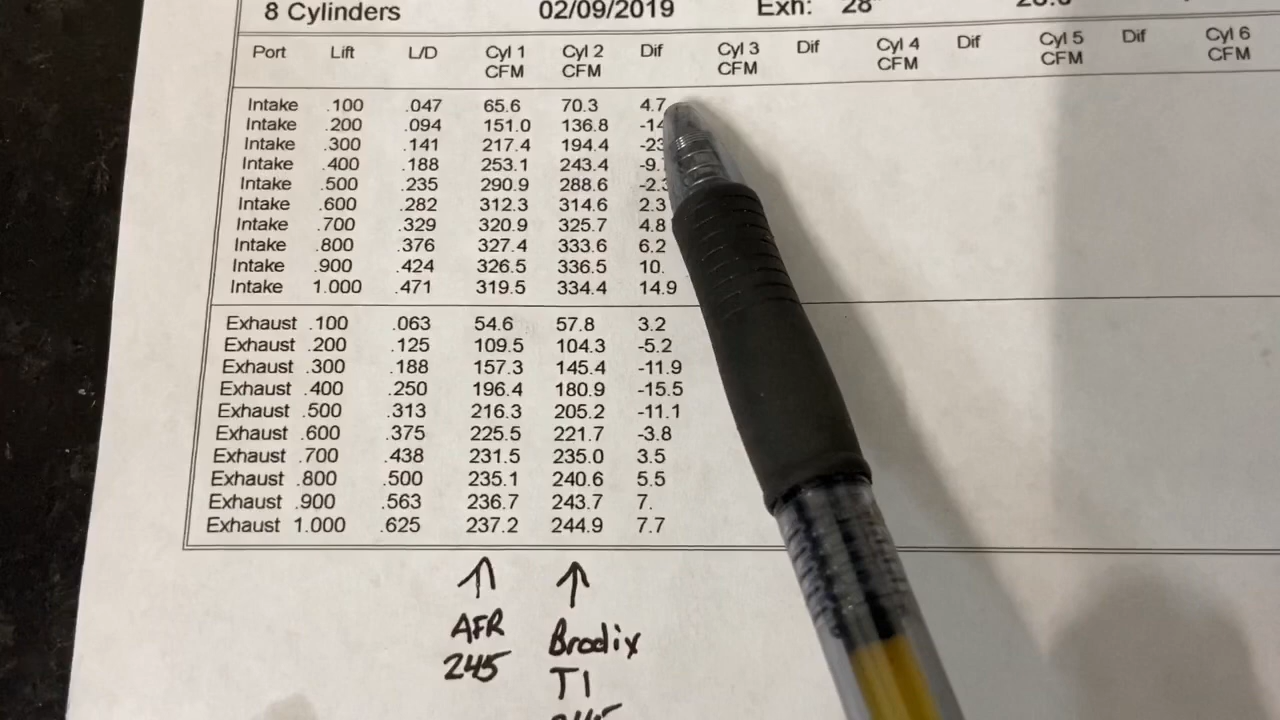 8 Cylinders 02/09/2019 Exh: 28"
Port Lift L/D Cyl 1 CFM Cyl 2 CFM Dif Cyl 3 CFM Dif Cyl 4 CFM Dif Cyl 5 CFM Dif Cyl 6 CFM
Intake .100 .047 65.6 70.3 4.7
Intake .200 .094 151.0 136.8
Intake .300 .141 217.4 194.4
Intake .400 .188 253.1 243.4
Intake .500 .235 290.9 288.6 -2.3
Intake .600 .282 312.3 314.6 2.3
Intake .700 .329 320.9 325.7 4.8
Intake .800 .376 327.4 333.6 6.2
Intake .900 .424 326.5 336.5 10.
Intake 1.000 .471 319.5 334.4 14.9
Exhaust .100 .063 54.6 57.8 3.2
Exhaust .200 .125 109.5 104.3 -5.2
Exhaust .300 .188 157.3 145.4 -11.9
Exhaust .400 .250 196.4 180.9 -15.5
Exhaust .500 .313 216.3 205.2 -11.1
Exhaust .600 .375 225.5 221.7 -3.8
Exhaust .700 .438 231.5 235.0 3.5
Exhaust .800 .500 235.1 240.6 5.5
Exhaust .900 .563 236.7 243.7 7.
Exhaust 1.000 .625 237.2 244.9 7.7
AFR
245
Brodix
T1